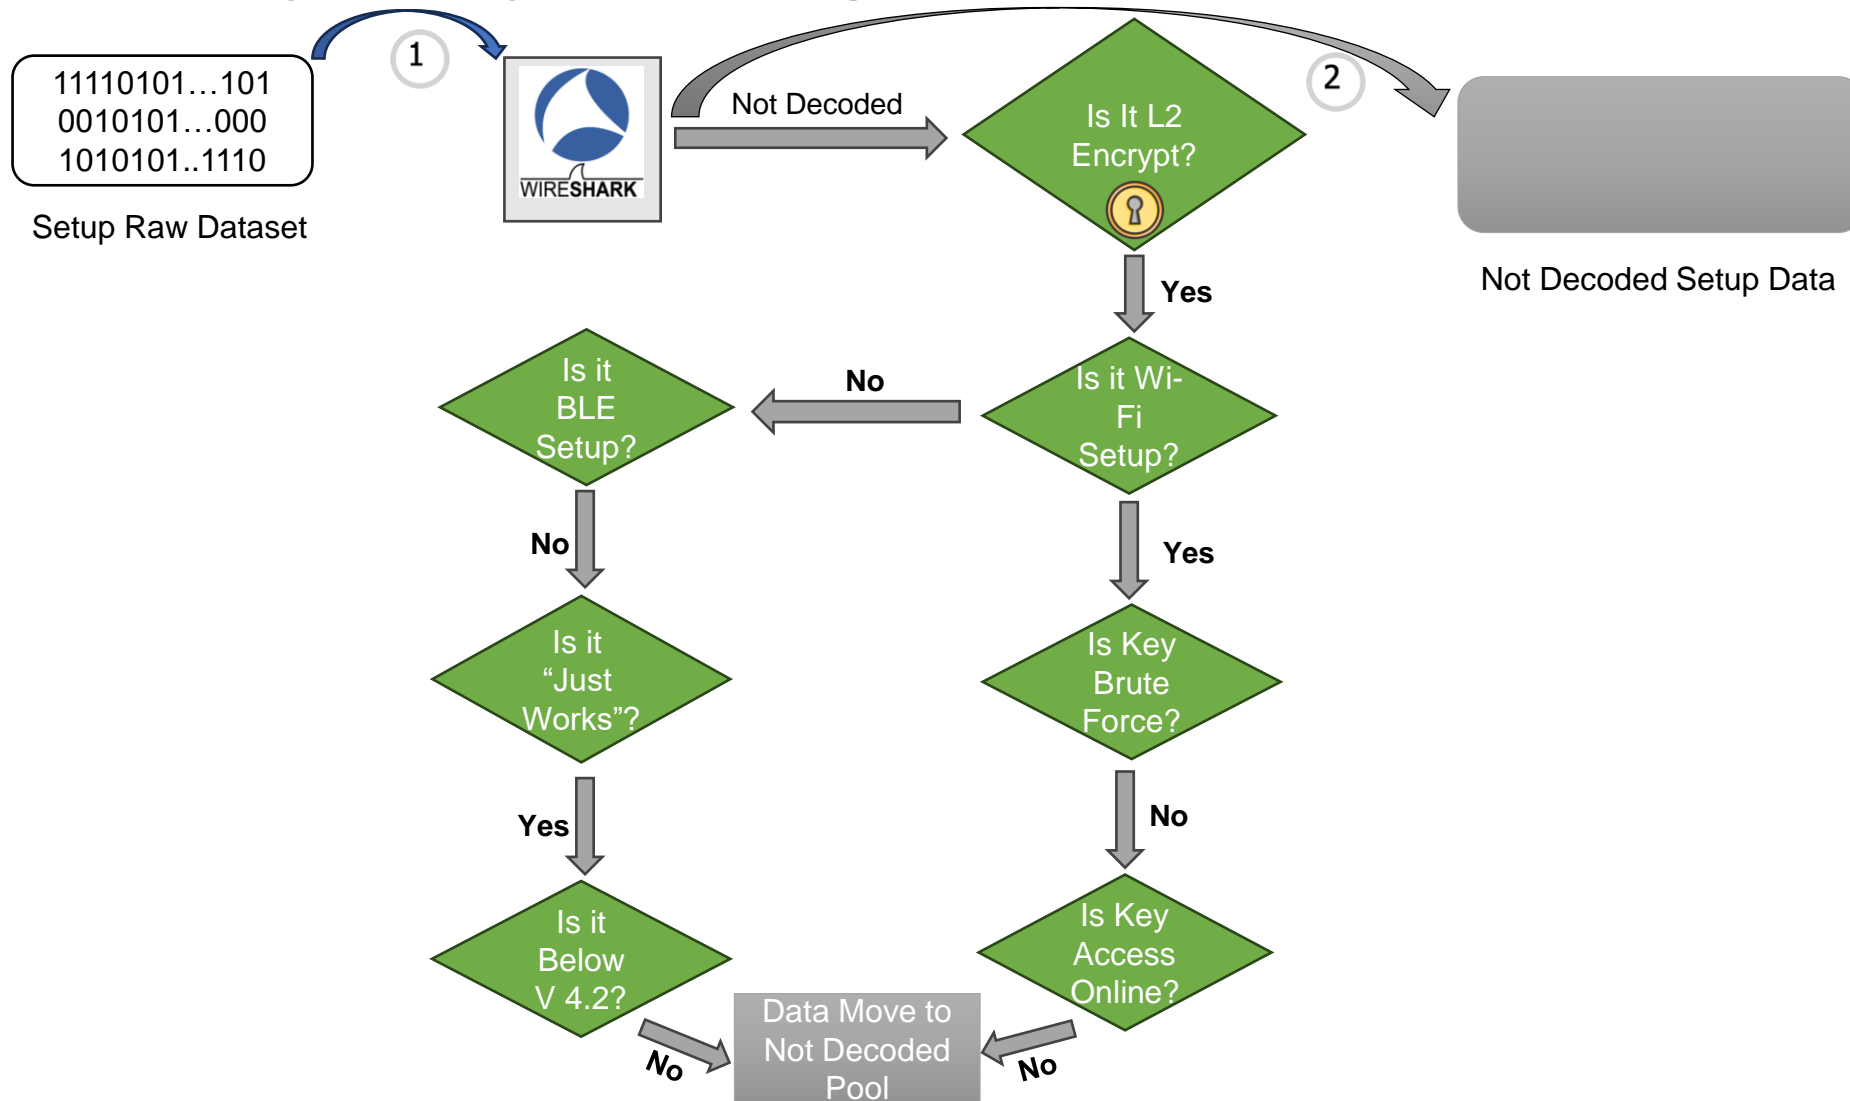 11110101…101
0010101…000
1010101..1110
Setup Raw Dataset
1
WIRESHARK
Not Decoded
Is It L2
Encrypt?
2
Not Decoded Setup Data
Yes
Is it
BLE
Setup?
No
Is it Wi-
Fi
Setup?
No
Yes
Is it
“Just
Works”?
Is Key
Brute
Force?
Yes
No
Is it
Below
V 4.2?
Is Key
Access
Online?
No
Data Move to
Not Decoded
Pool
No